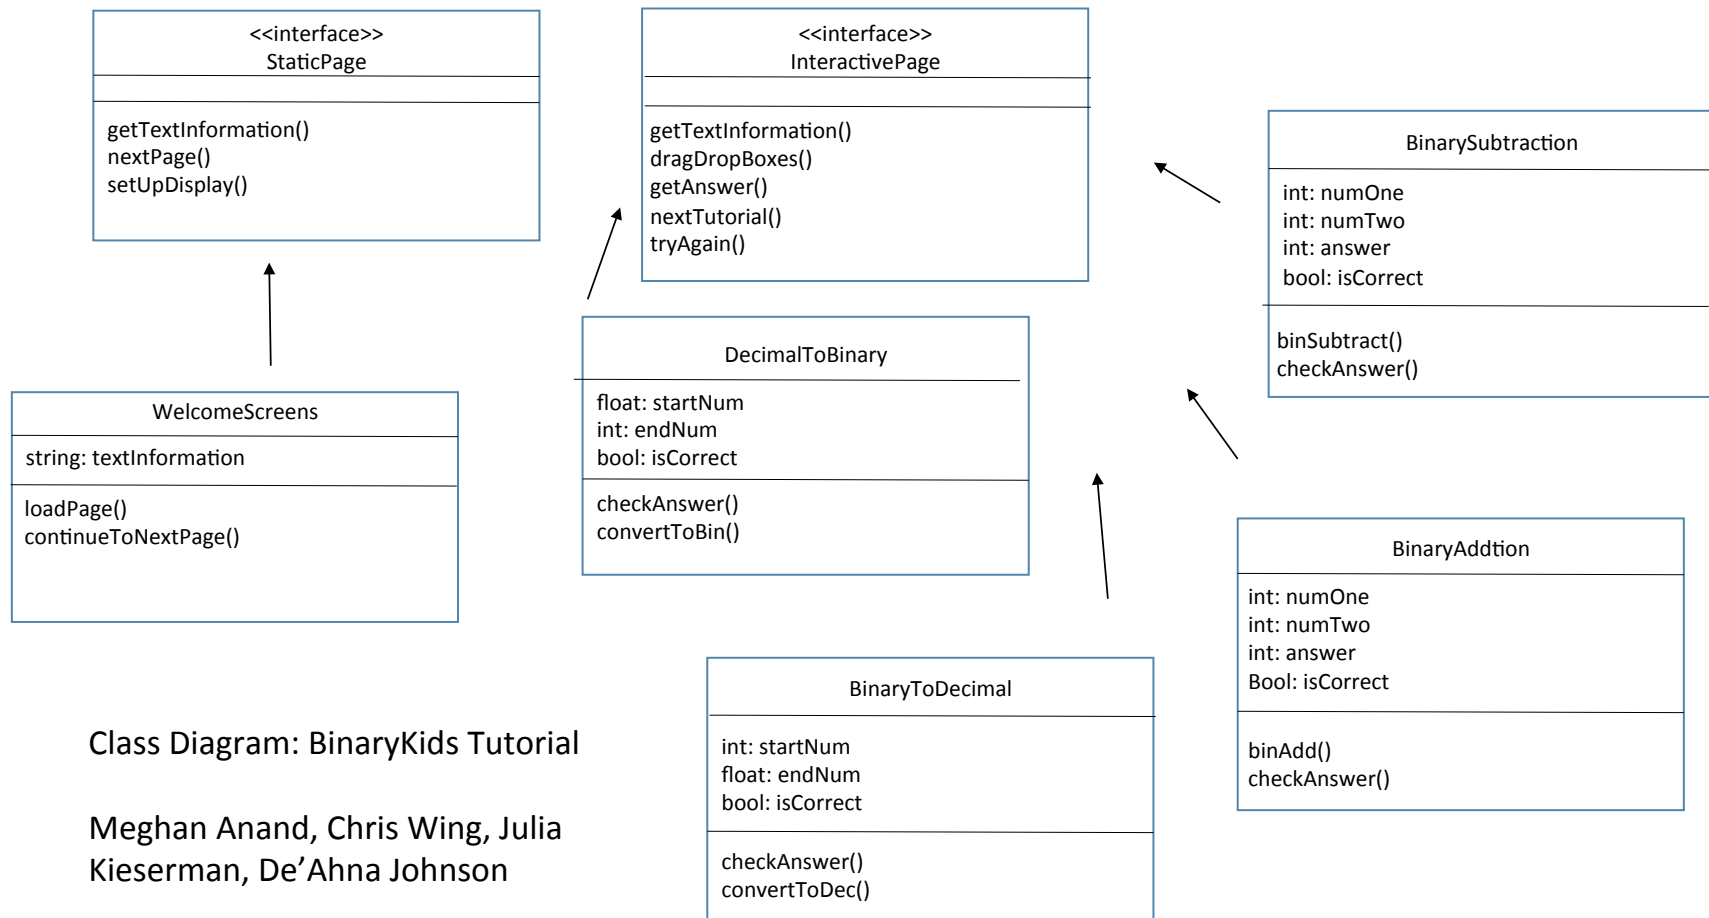 <<interface>>
StaticPage
getTextInformation()
nextPage()
setUpDisplay()
<<interface>>
InteractivePage
getTextInformation()
dragDropBoxes()
getAnswer()
nextTutorial()
tryAgain()
BinarySubtraction
int: numOne
int: numTwo
int: answer
bool: isCorrect
binSubtract()
checkAnswer()
WelcomeScreens
string: textInformation
loadPage()
continueToNextPage()
DecimalToBinary
float: startNum
int: endNum
bool: isCorrect
checkAnswer()
convertToBin()
BinaryAddtion
int: numOne
int: numTwo
int: answer
Bool: isCorrect
binAdd()
checkAnswer()
BinaryToDecimal
int: startNum
float: endNum
bool: isCorrect
checkAnswer()
convertToDec()
Class Diagram: BinaryKids Tutorial
Meghan Anand, Chris Wing, Julia
Kieserman, De’Ahna Johnson